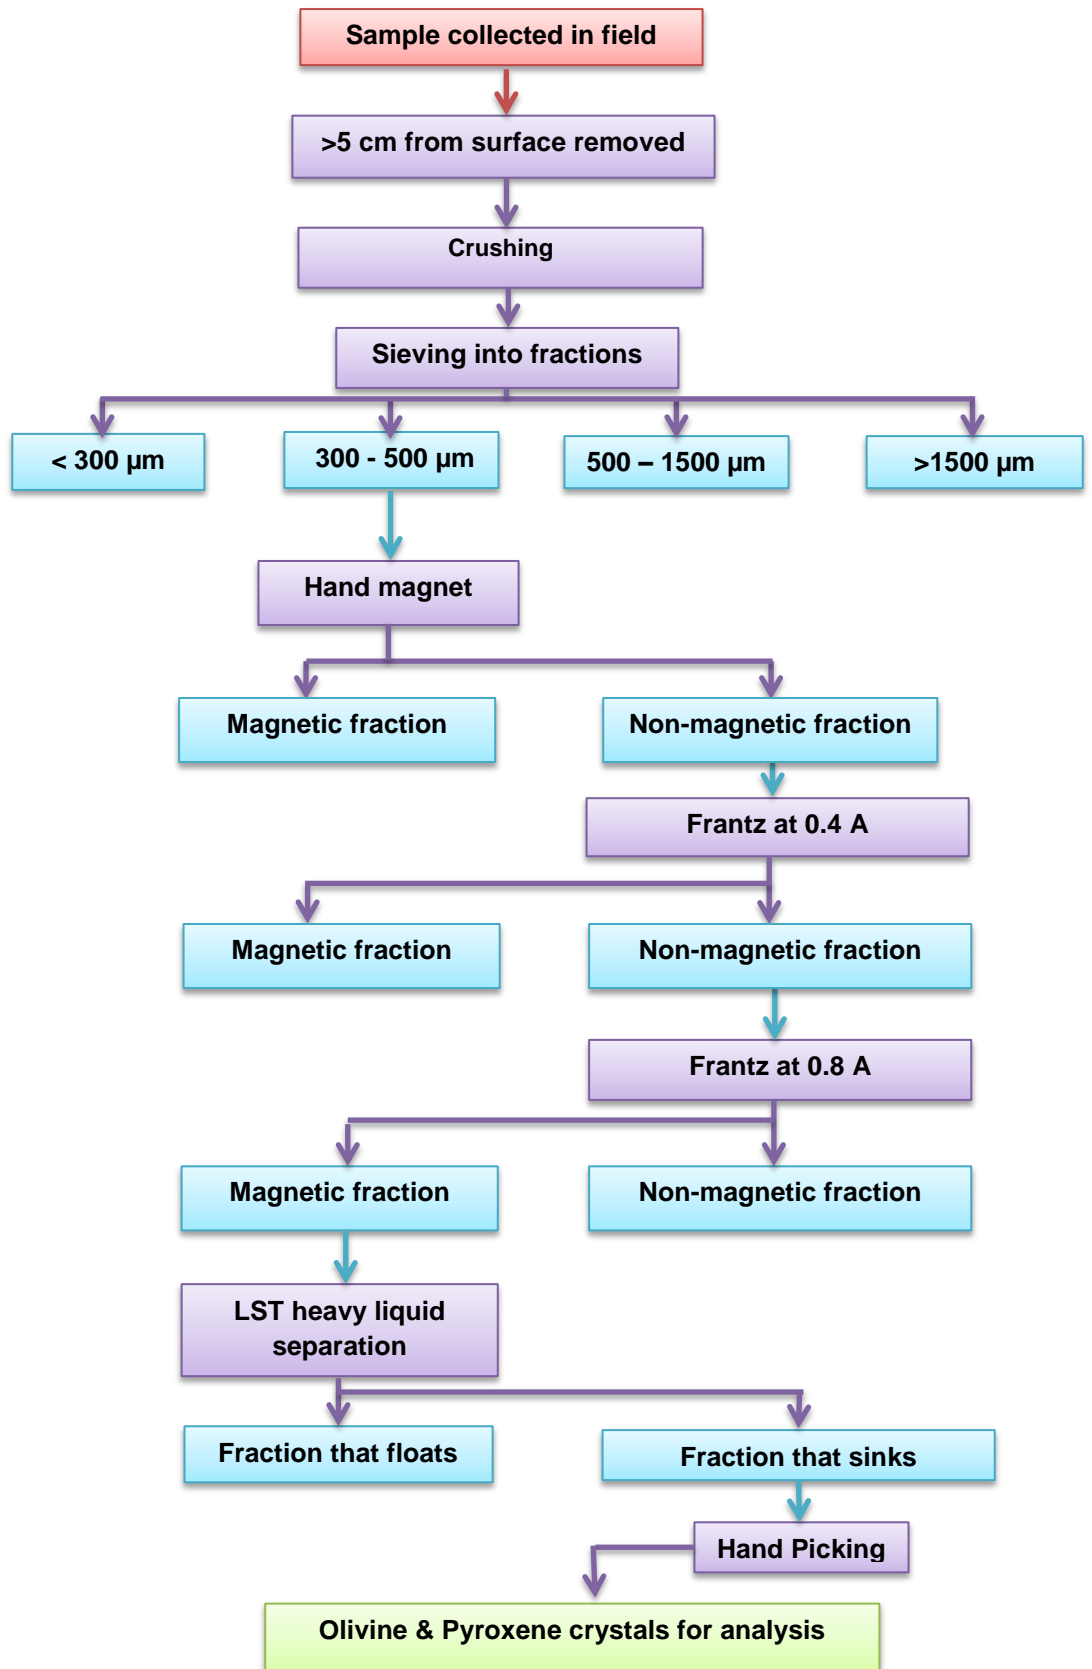 Sample collected in field
>5 cm from surface removed
Crushing
Sieving into fractions
< 300 µm
300 - 500 µm
500 – 1500 µm
>1500 µm
Hand magnet
Magnetic fraction
Non-magnetic fraction
Frantz at 0.4 A
Magnetic fraction
Non-magnetic fraction
Frantz at 0.8 A
Magnetic fraction
Non-magnetic fraction
LST heavy liquid
separation
Fraction that floats
Fraction that sinks
Hand Picking
Olivine & Pyroxene crystals for analysis